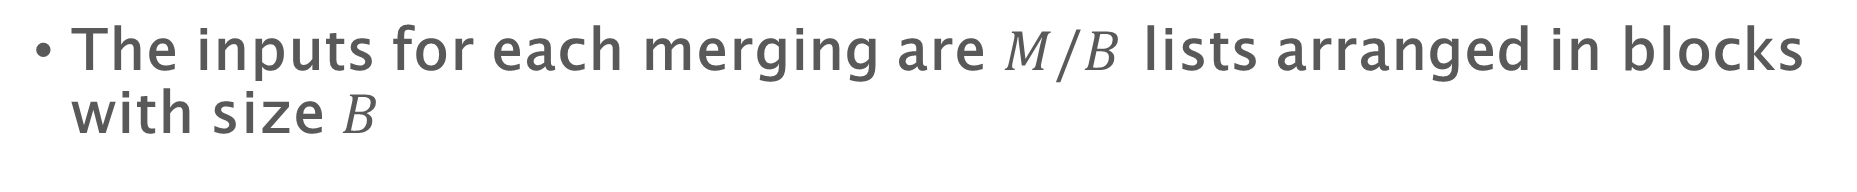 • The inputs for each merging are M/B lists arranged in blocks
with size B